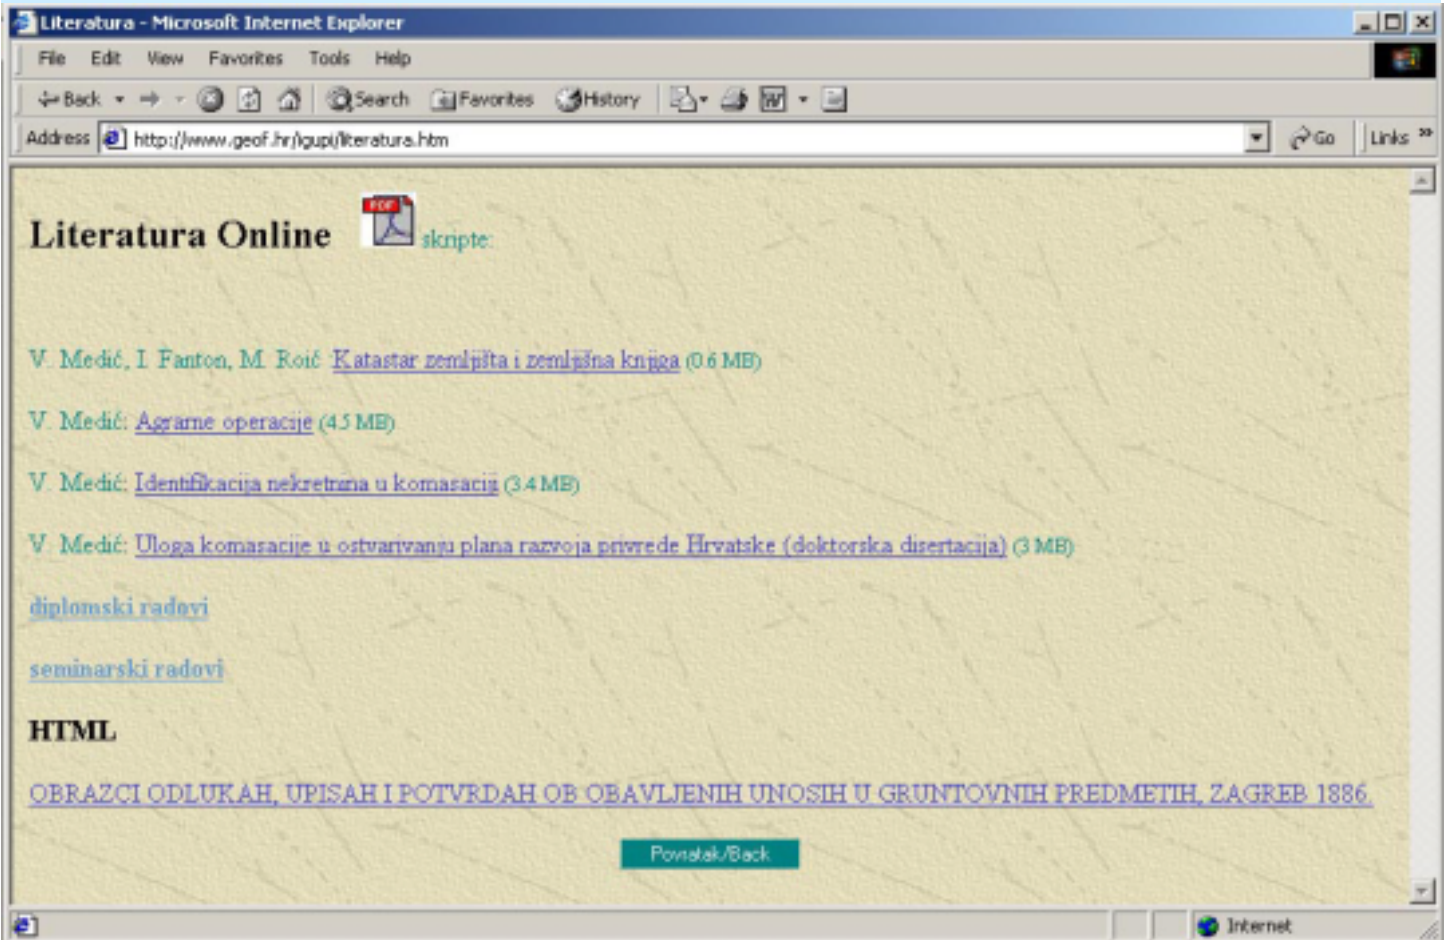 Literatura - Microsoft Internet Explorer
File Edit View Favorites Tools Help
Back Search Favorites History
Address http://www.geof.hr/igupi/literatura.htm Go Links »
Literatura Online PDF skripte:
V. Medić, I. Fanton, M. Roić: Katastar zemljišta i zemljišna knjiga (0.6 MB)
V. Medić: Agrarne operacije (4.5 MB)
V. Medić: Identifikacija nekretnina u komasaciji (3.4 MB)
V. Medić: Uloga komasacije u ostvarivanju plana razvoja privrede Hrvatske (doktorska disertacija) (3 MB)
diplomski radovi
seminarski radovi
HTML
OBRAZCI ODLUKAH, UPISAH I POTVRDAH OB OBAVLJENIH UNOSIH U GRUNTOVNIH PREDMETIH, ZAGREB 1886.
Povratak/Back
Internet